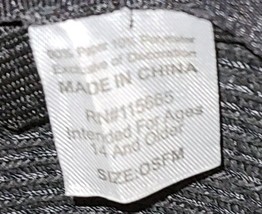 90% Paper 10% Polyester
Exclusive of Decoration
MADE IN CHINA
RN#115665
Intended For Ages
14 And Older
SIZE:OSFM